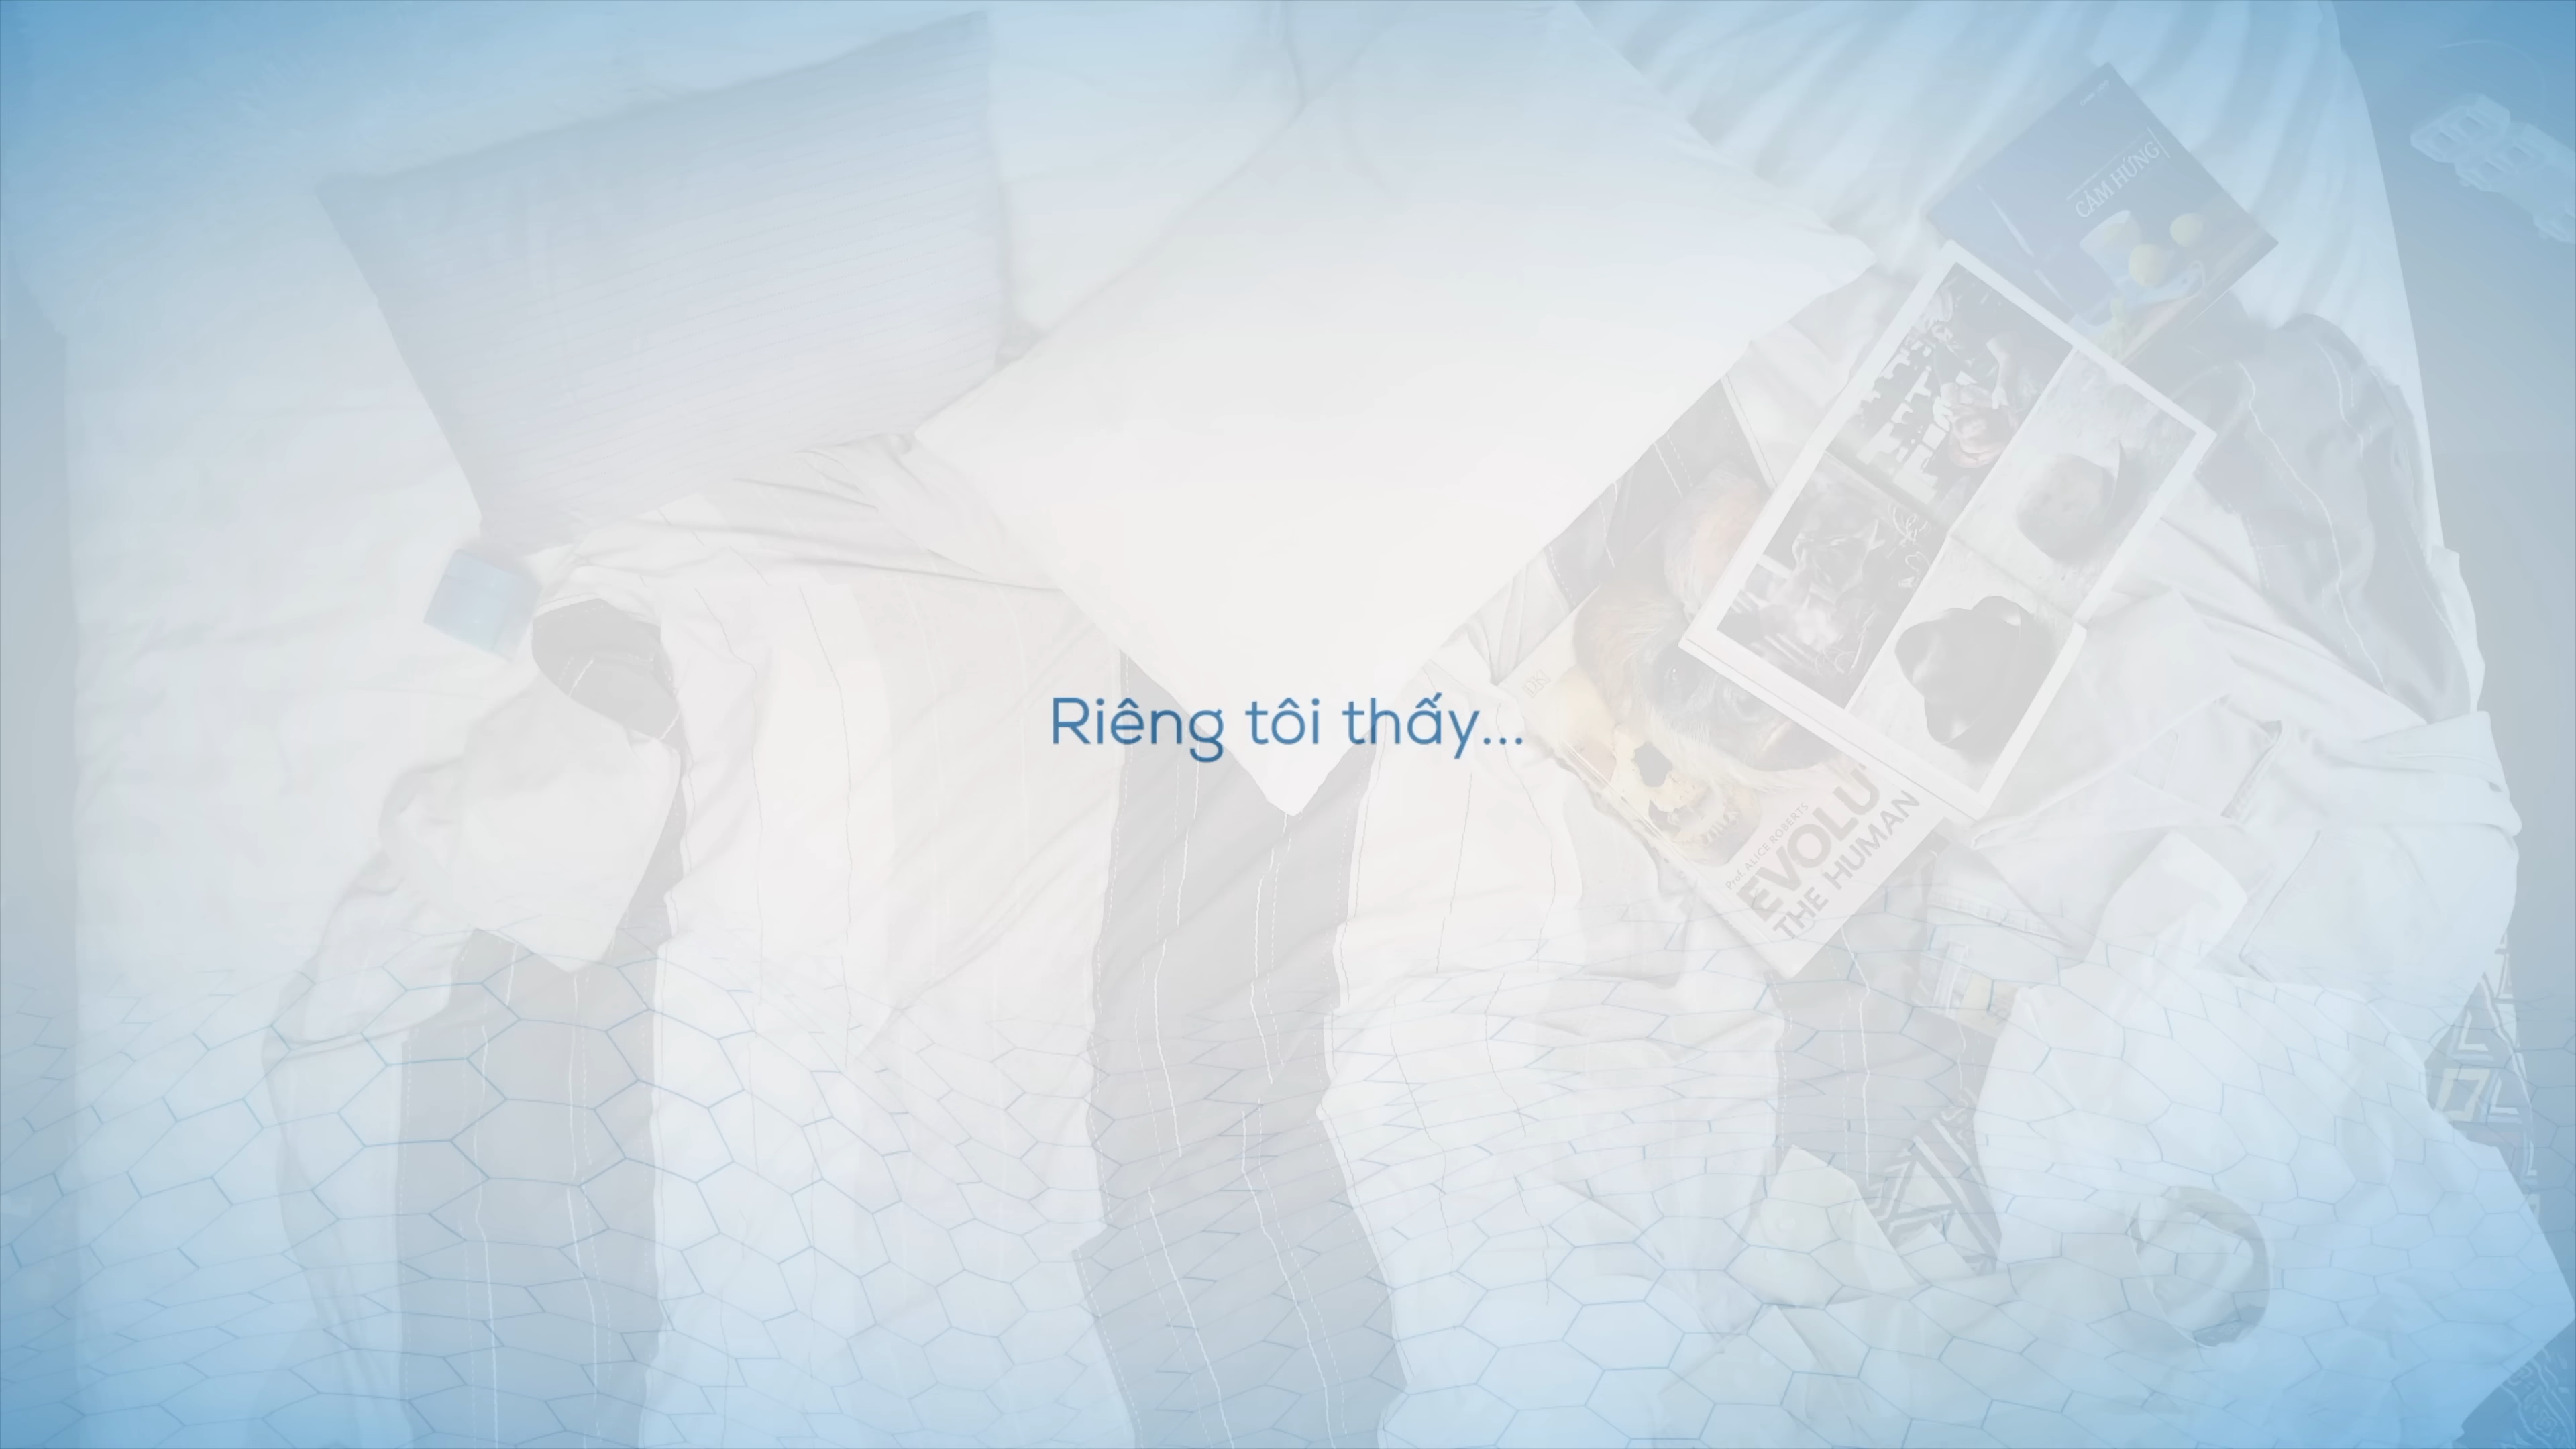 CẢM HỨNG
Riêng tôi thấy...
Prof. ALICE ROBERTS
EVOLU
THE HUMAN